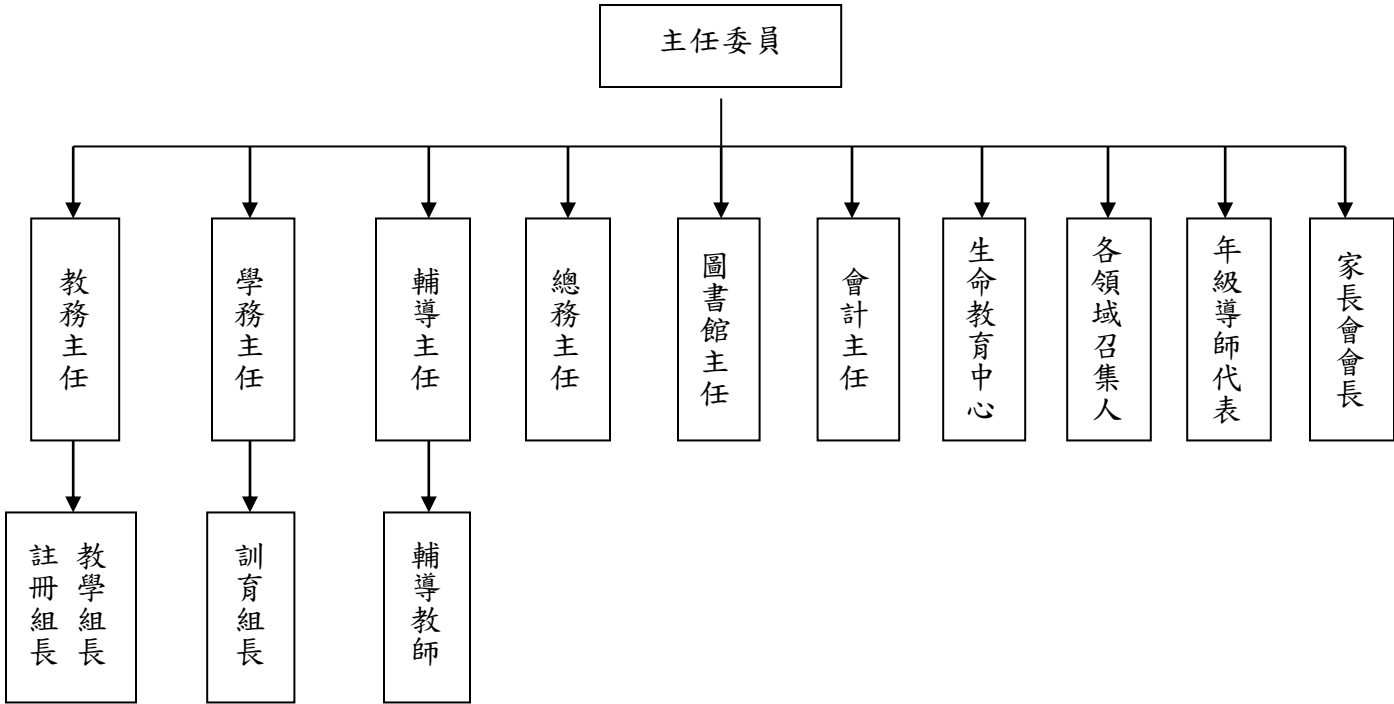 主任委員
教務主任
學務主任
輔導主任
總務主任
圖書館主任
會計主任
生命教育中心
各領域召集人
年級導師代表
家長會會長
教學組長
註冊組長
訓育組長
輔導教師